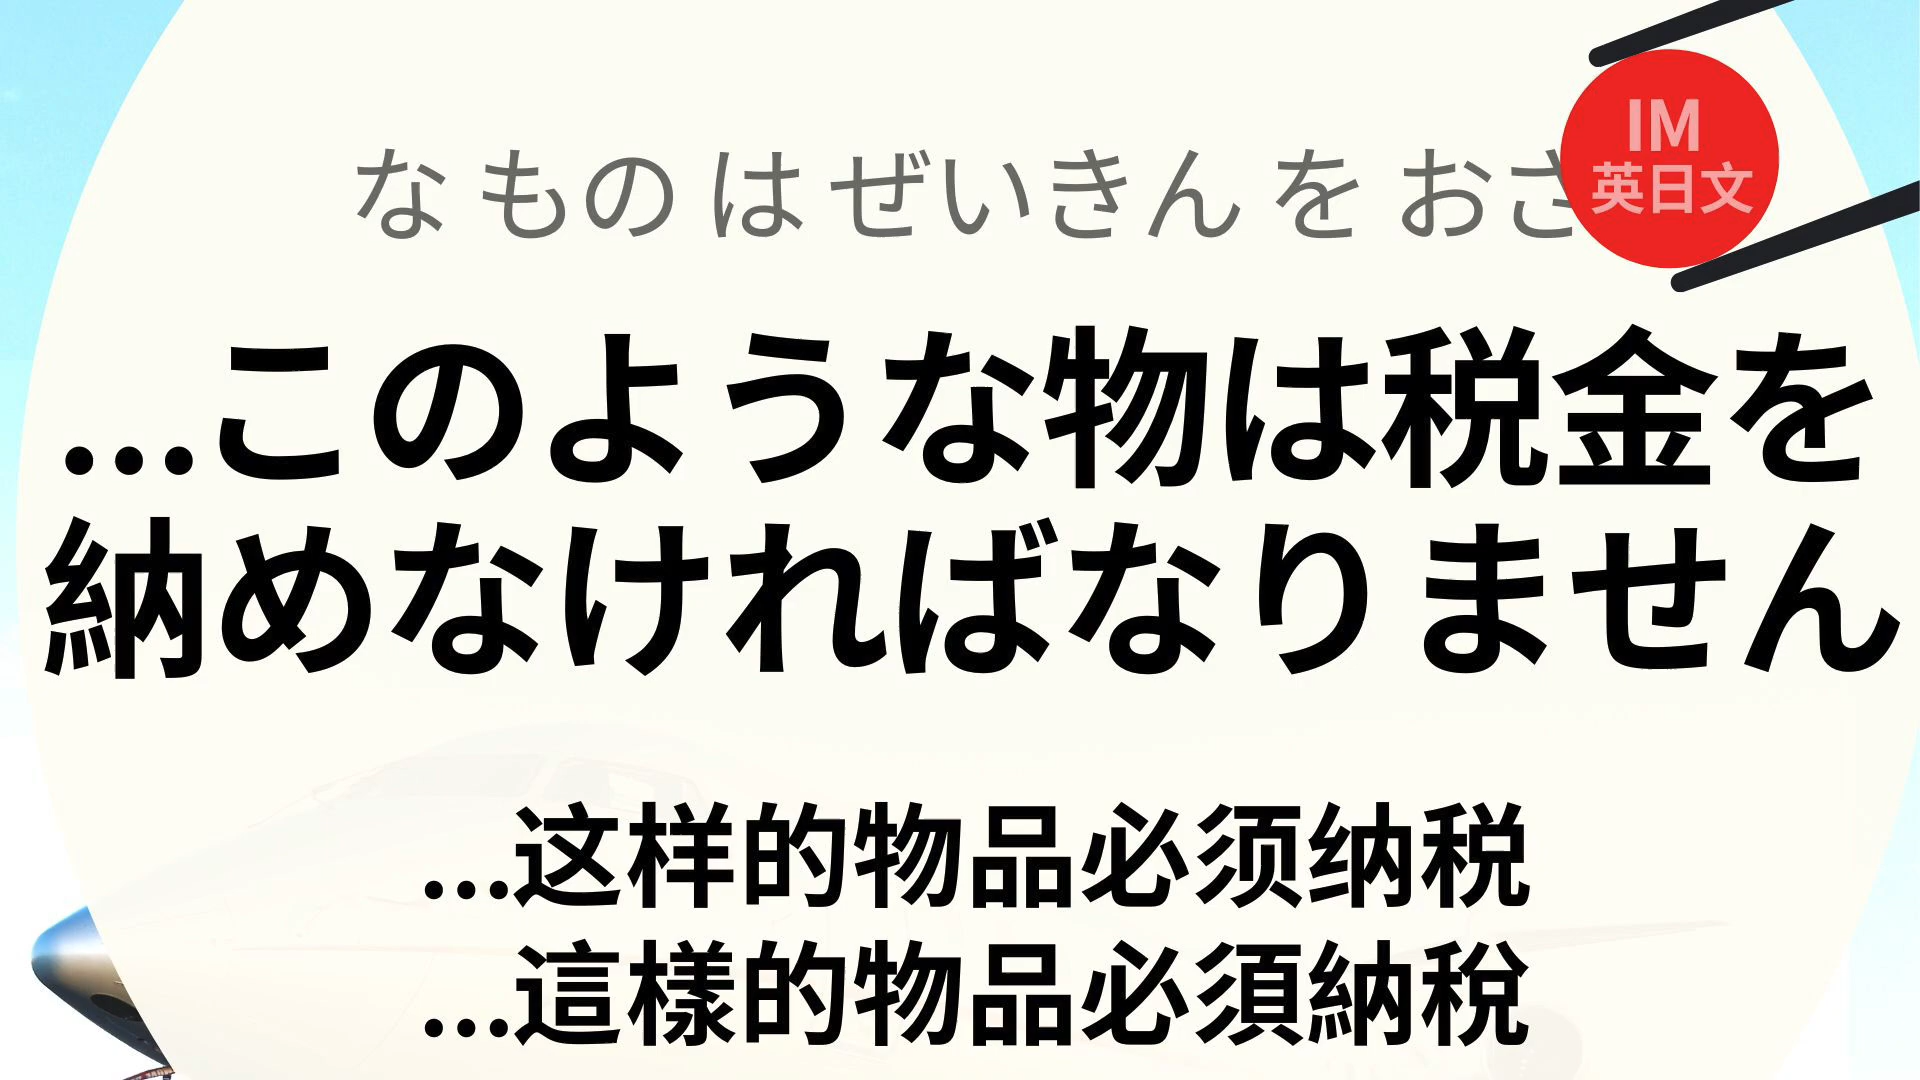 な もの は ぜいきん を おさ
IM
英日文
...このような物は税金を
納めなければなりません
...这样的物品必须纳税
...這樣的物品必須納稅